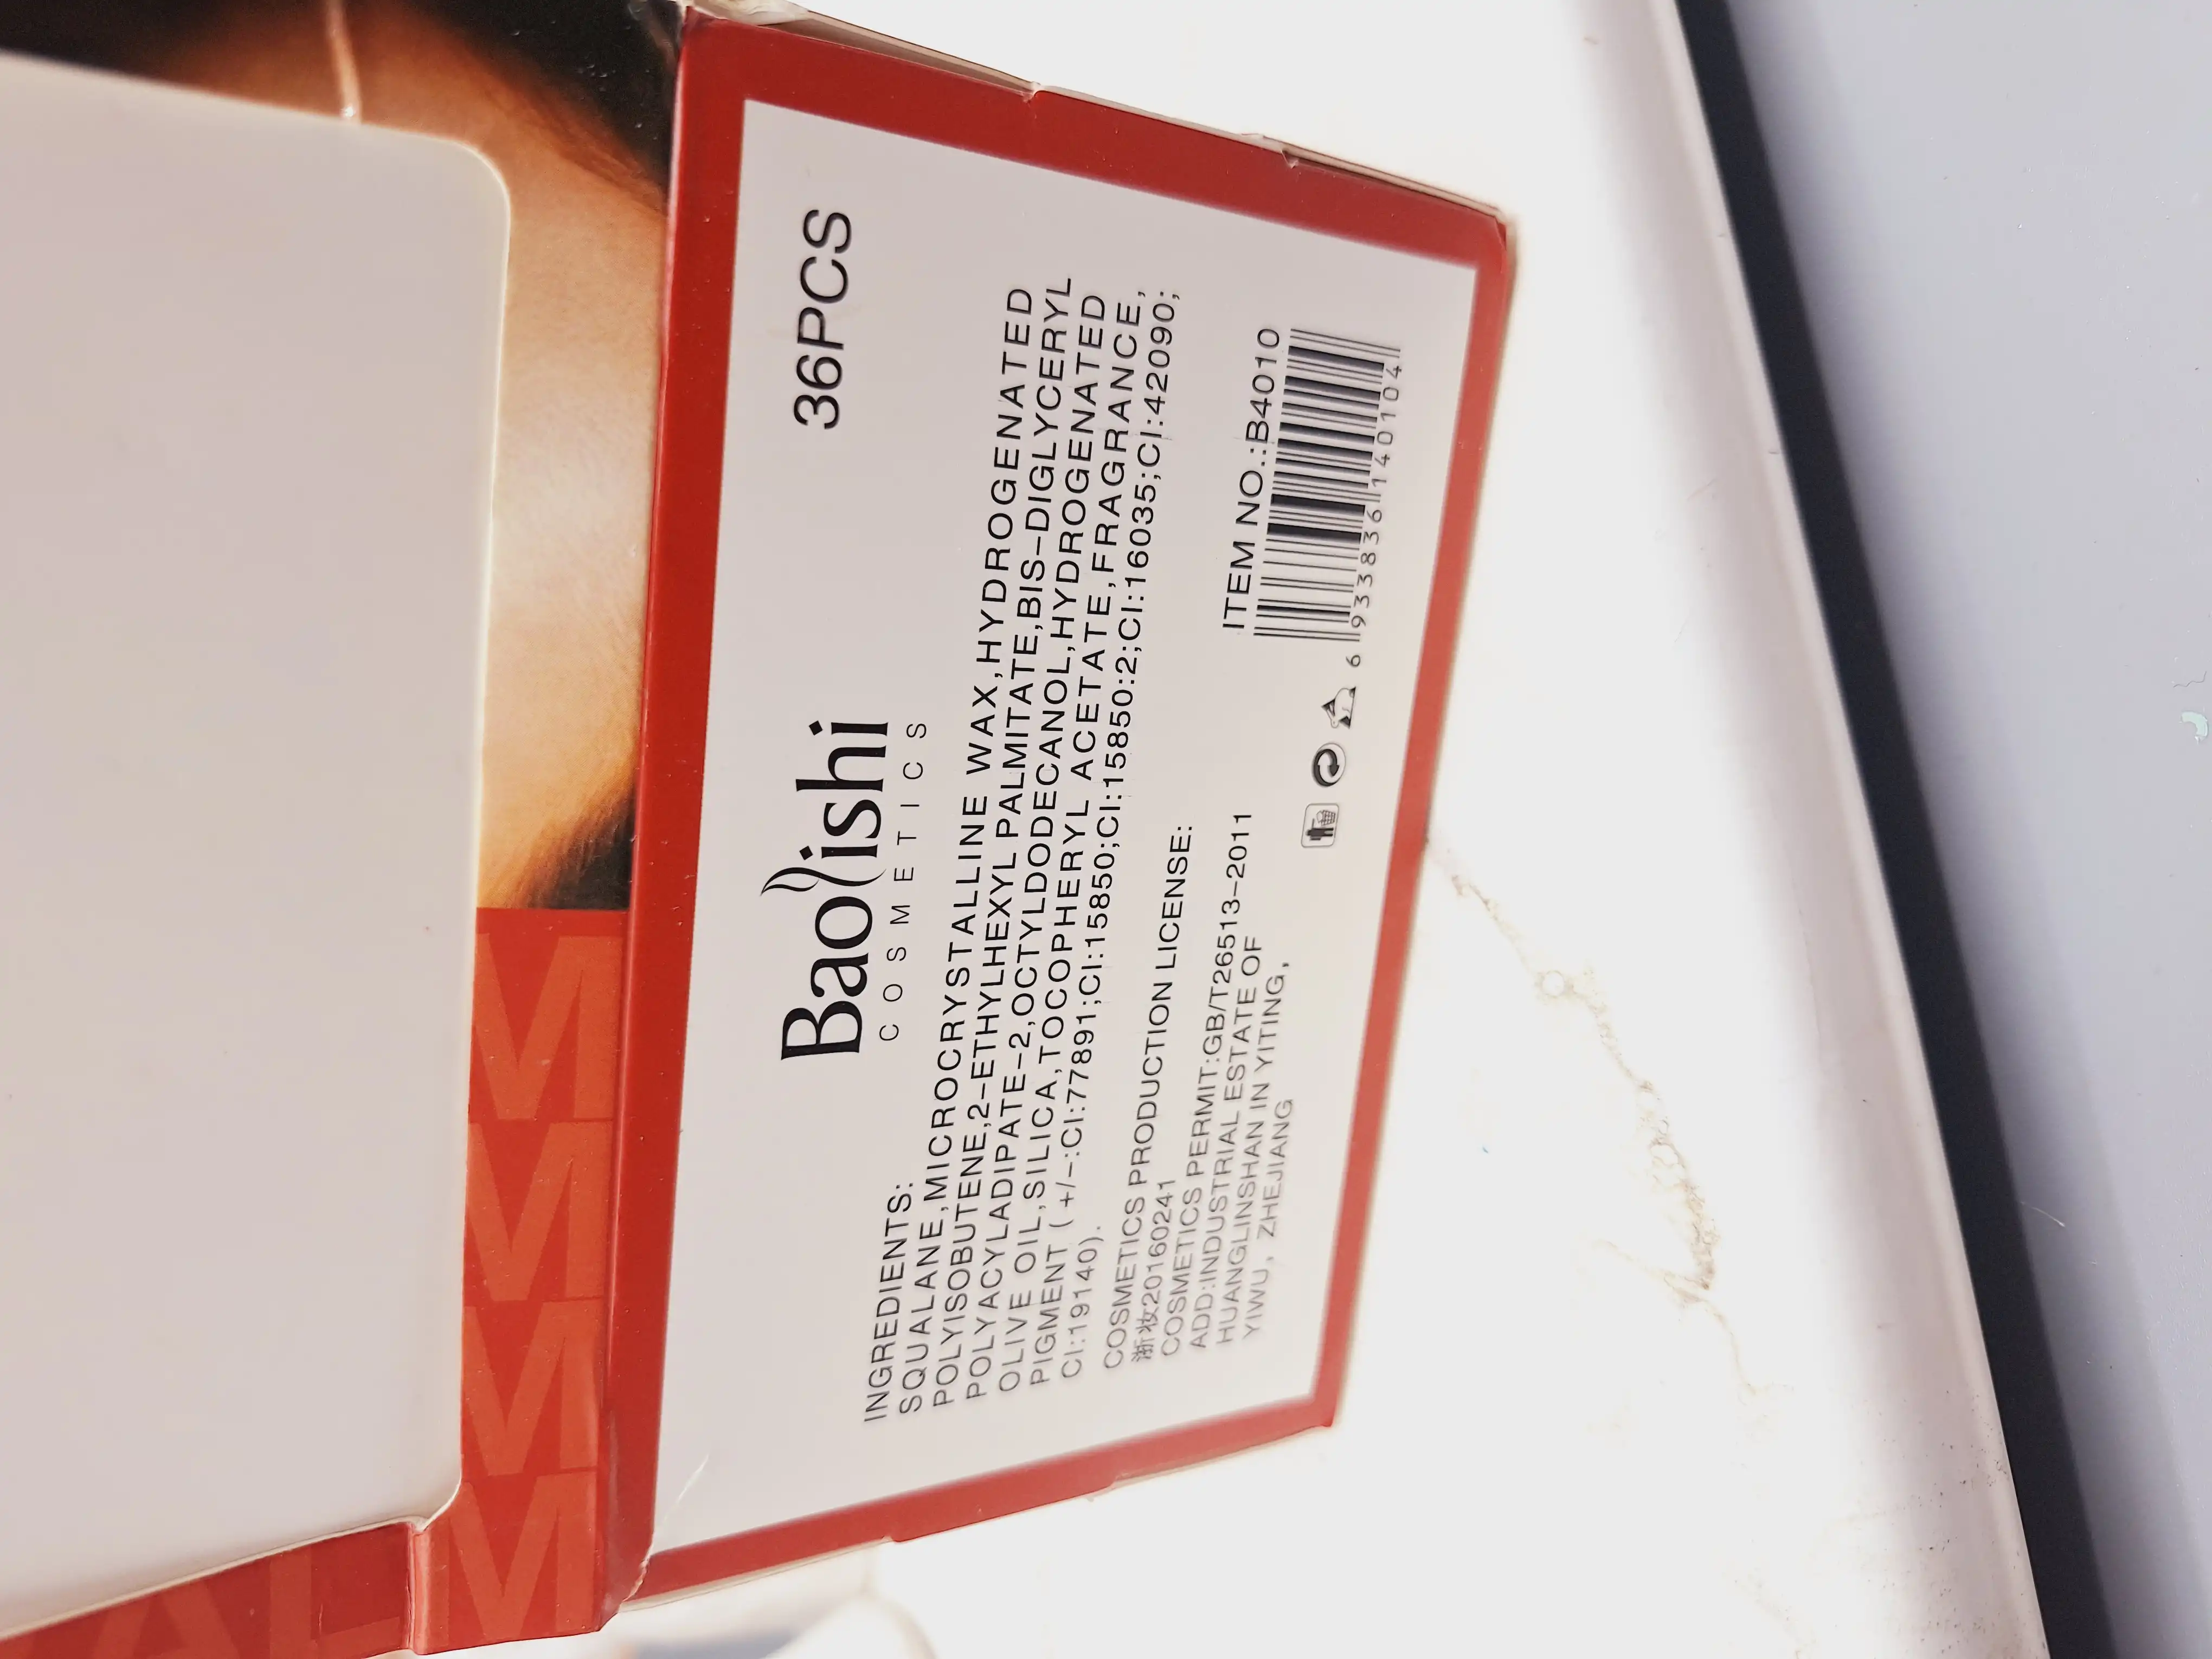 Baolishi
COSMETICS
36PCS
INGREDIENTS:
SQUALANE,MICROCRYSTALLINE WAX,HYDROGENATED
POLYISOBUTENE,2-ETHYLHEXYL PALMITATE,BIS-DIGLYCERYL
POLYACYLADIPATE-2,OCTYLDODECANOL,HYDROGENATED
OLIVE OIL,SILICA,TOCOPHERYL ACETATE,FRAGRANCE,
PIGMENT (+/-:CI:77891;CI:15850;CI:15850:2;CI:16035;CI:42090;
CI:19140).
COSMETICS PRODUCTION LICENSE:
浙妆20160241
COSMETICS PERMIT:GB/T26513-2011
ADD:INDUSTRIAL ESTATE OF
HUANGLINSHAN IN YITING,
YIWU, ZHEJIANG
ITEM NO.:B4010
6 933836 140104
M
M
M
M